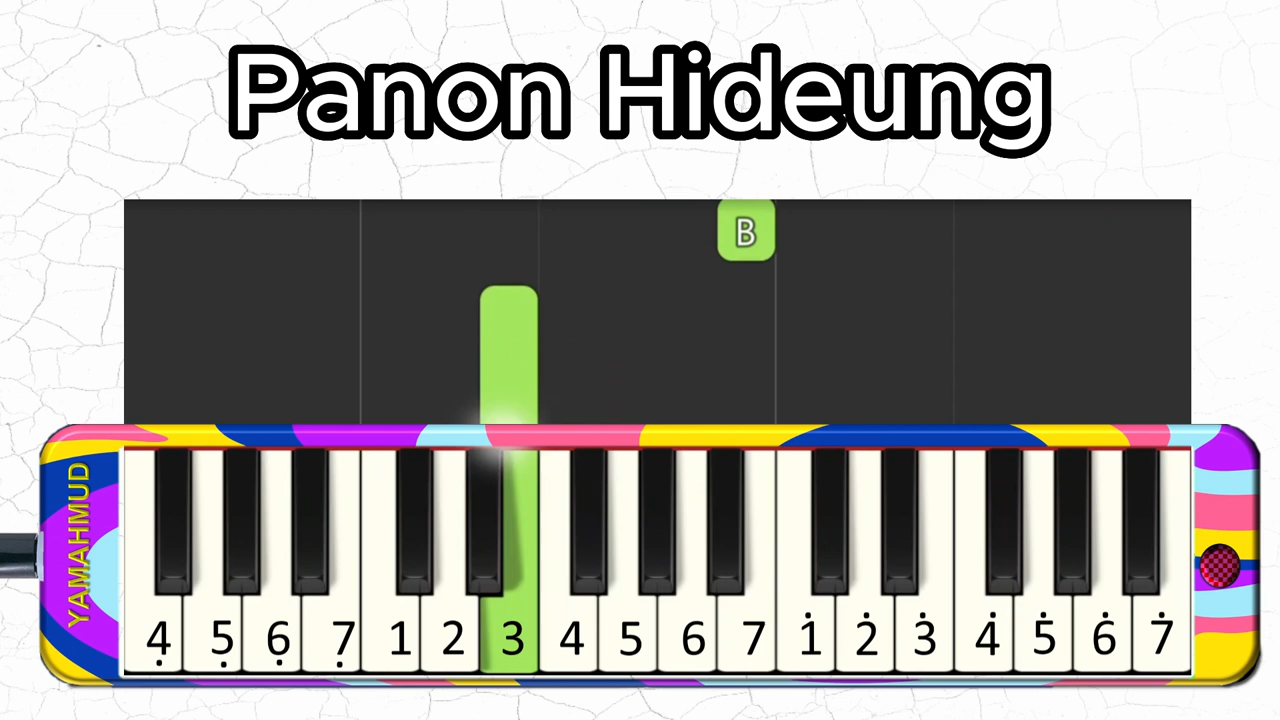 Panon Hideung
B
YAMAHMUD
4̣ 5̣ 6̣ 7̣ 1 2 3 4 5 6 7 1̇ 2̇ 3̇ 4̇ 5̇ 6̇ 7̇